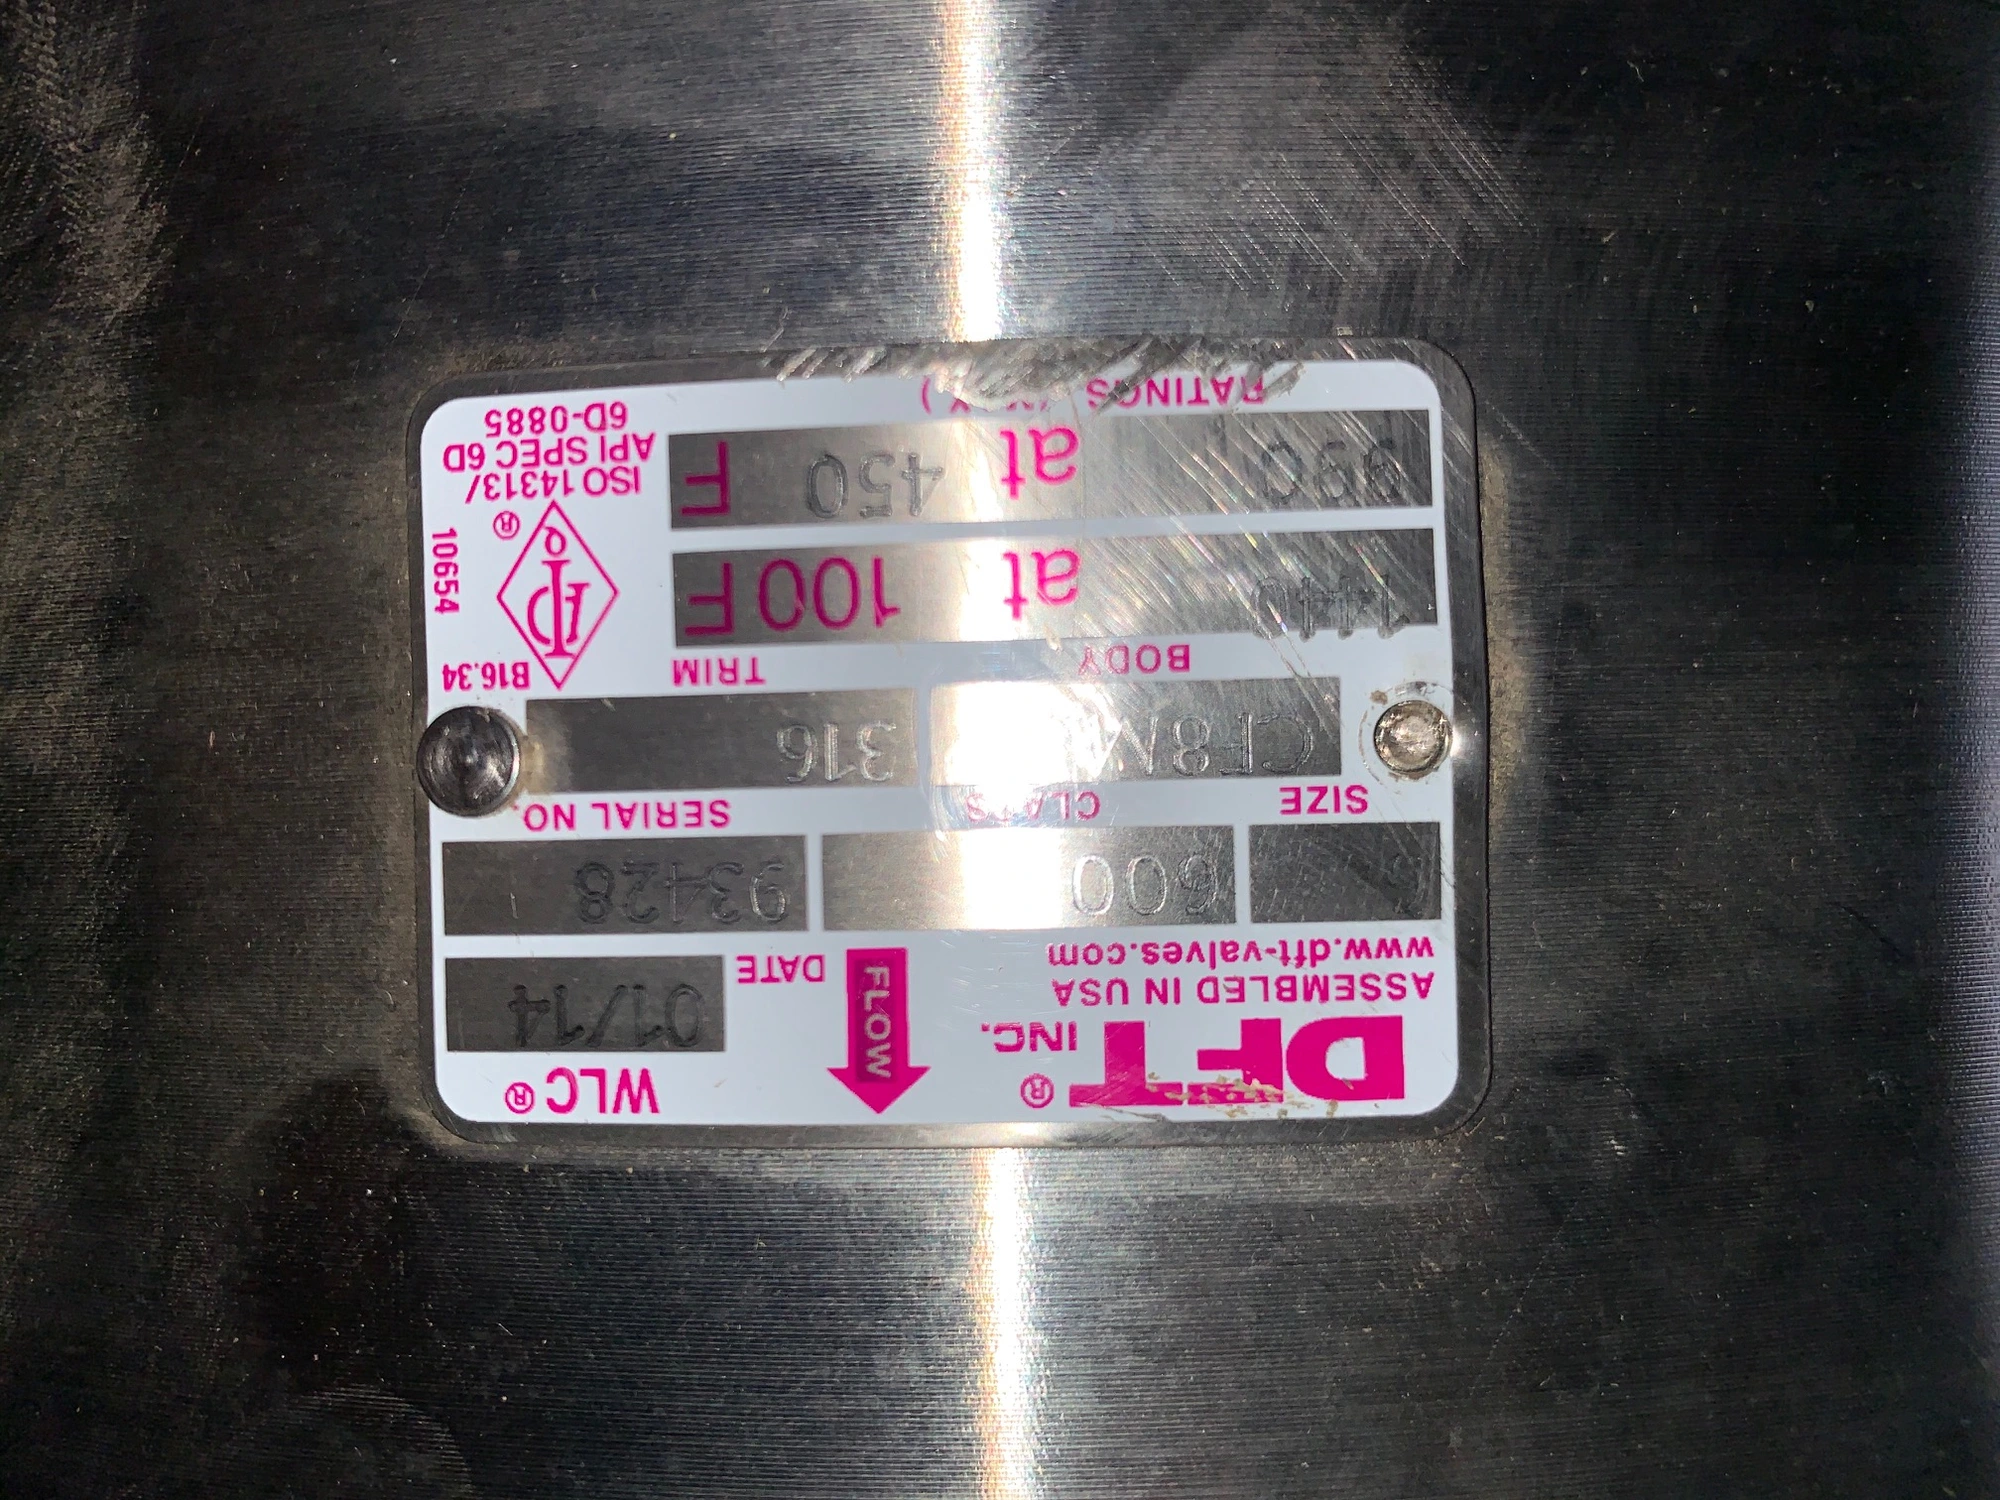 DFT® INC.
ASSEMBLED IN USA
www.dft-valves.com
FLOW
WLC®
DATE 01/14
600 93428
SIZE CLASS SERIAL NO.
CF8M 316
BODY TRIM
1440 at 100 F
990 at 450 F
RATINGS
B16.34
10654
API ®
ISO 14313/
API SPEC 6D
6D-0885